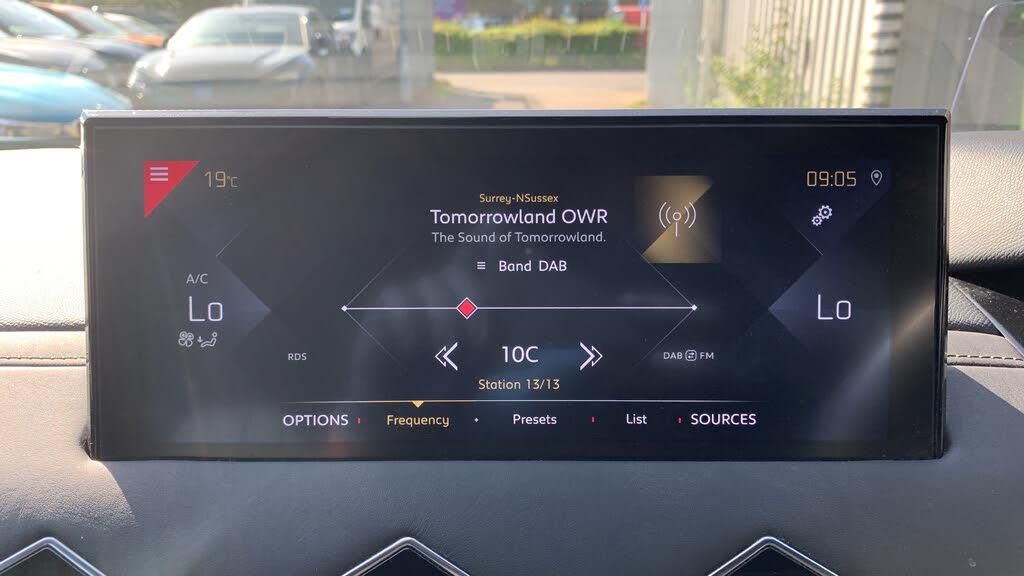 19°C
09:05
Surrey-NSussex
Tomorrowland OWR
The Sound of Tomorrowland.
Band DAB
A/C
Lo
Lo
RDS
10C
DAB FM
Station 13/13
OPTIONS Frequency Presets List SOURCES